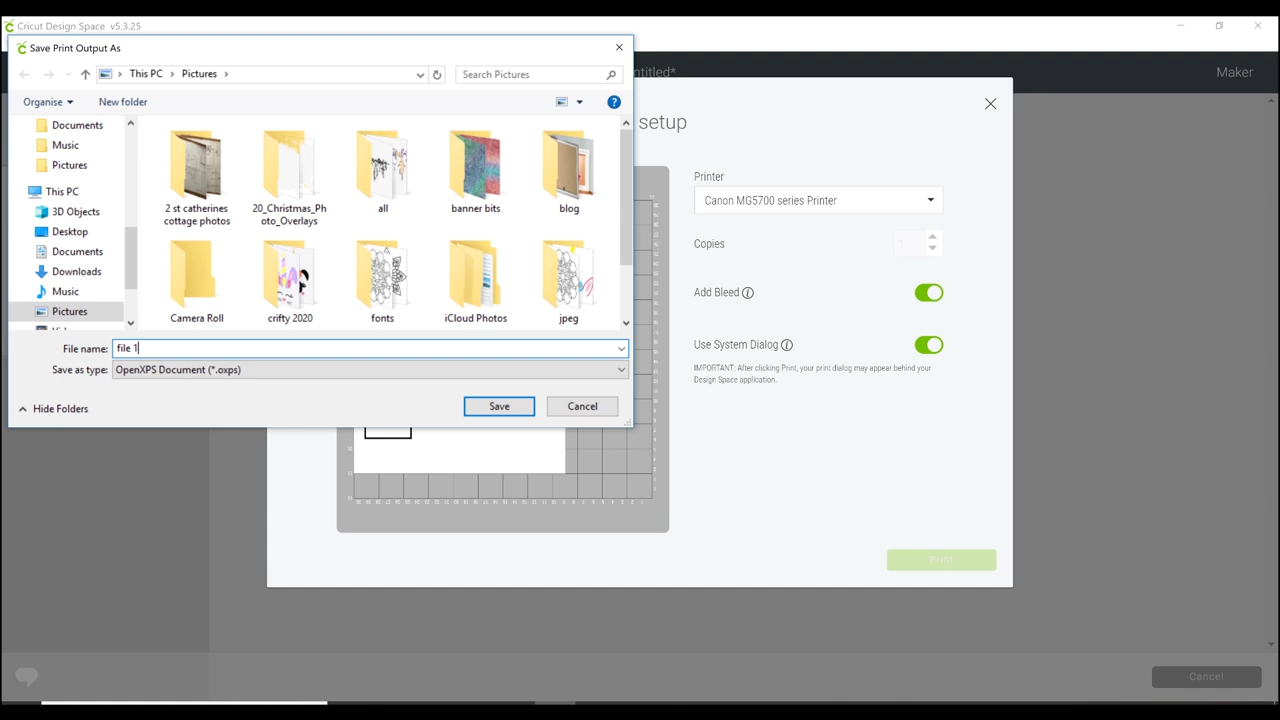 Cricut Design Space v5.3.25
Save Print Output As
ntitled*
Maker
This PC > Pictures >
Search Pictures
Organise
New folder
Documents
Music
Pictures
This PC
3D Objects
Desktop
Documents
Downloads
Music
Pictures
2 st catherines
cottage photos
20_Christmas_Ph
oto_Overlays
all
banner bits
blog
Camera Roll
crifty 2020
fonts
iCloud Photos
jpeg
File name: file 1
Save as type: OpenXPS Document (*.oxps)
Hide Folders
Save
Cancel
setup
Printer
Canon MG5700 series Printer
Copies
1
Add Bleed
Use System Dialog
IMPORTANT: After clicking Print, your print dialog may appear behind your
Design Space application.
Print
Cancel